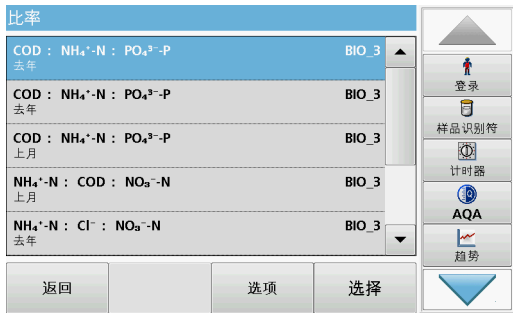 比率
COD : NH₄⁺-N : PO₄³⁻-P BIO_3
去年
COD : NH₄⁺-N : PO₄³⁻-P BIO_3
去年
COD : NH₄⁺-N : PO₄³⁻-P BIO_3
上月
NH₄⁺-N : COD : NO₃⁻-N BIO_3
上月
NH₄⁺-N : Cl⁻ : NO₃⁻-N BIO_3
去年
返回
选项
选择
登录
样品识别符
计时器
AQA
趋势